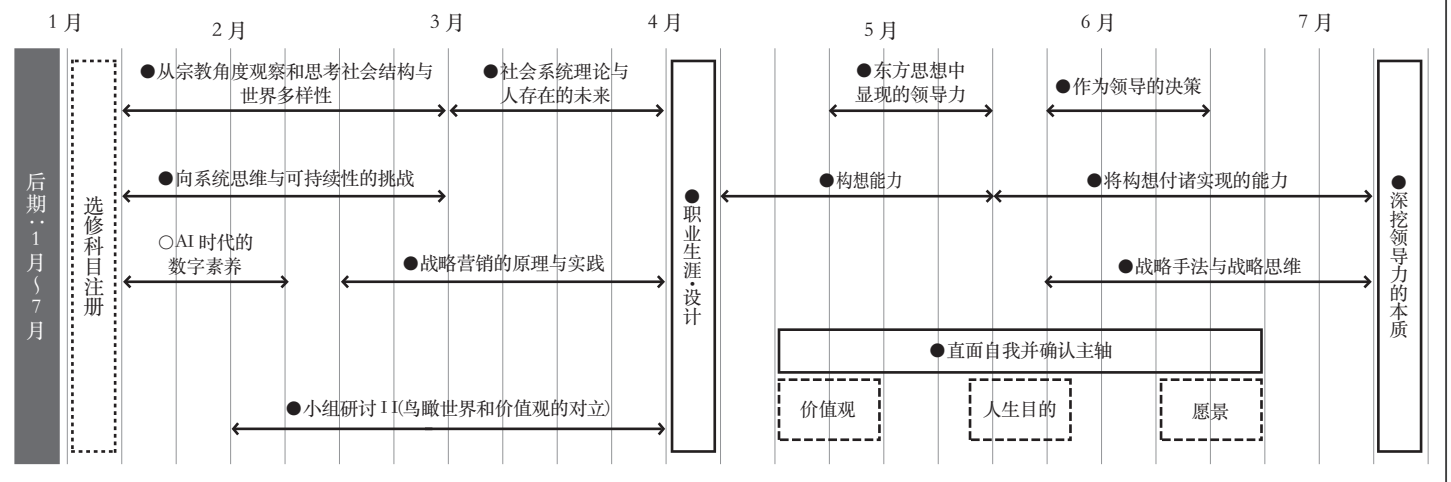 1 月
2 月
3 月
4 月
5 月
6 月
7 月
后期：1月～7月
选修科目注册
●从宗教角度观察和思考社会结构与
世界多样性
●社会系统理论与
人存在的未来
●向系统思维与可持续性的挑战
○AI 时代的
数字素养
●战略营销的原理与实践
●小组研讨 I I(鸟瞰世界和价值观的对立)
●职业生涯·设计
●东方思想中
显现的领导力
●作为领导的决策
●构想能力
●将构想付诸实现的能力
●战略手法与战略思维
●直面自我并确认主轴
价值观
人生目的
愿景
●深挖领导力的本质